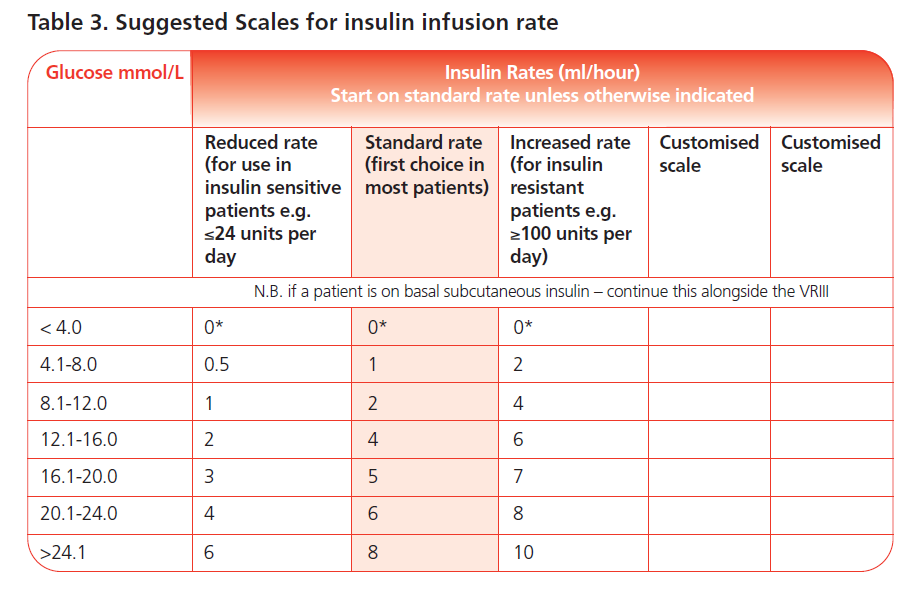 Table 3. Suggested Scales for insulin infusion rate
Glucose mmol/L
Insulin Rates (ml/hour)
Start on standard rate unless otherwise indicated
Reduced rate
(for use in
insulin sensitive
patients e.g.
≤24 units per
day
Standard rate
(first choice in
most patients)
Increased rate
(for insulin
resistant
patients e.g.
≥100 units per
day)
Customised
scale
Customised
scale
N.B. if a patient is on basal subcutaneous insulin – continue this alongside the VRIII
< 4.0 0* 0* 0*
4.1-8.0 0.5 1 2
8.1-12.0 1 2 4
12.1-16.0 2 4 6
16.1-20.0 3 5 7
20.1-24.0 4 6 8
>24.1 6 8 10